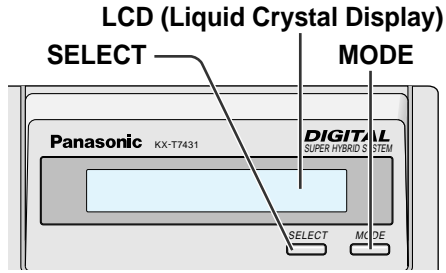 LCD (Liquid Crystal Display)
SELECT MODE
Panasonic KX-T7431 DIGITAL
SUPER HYBRID SYSTEM
SELECT MODE